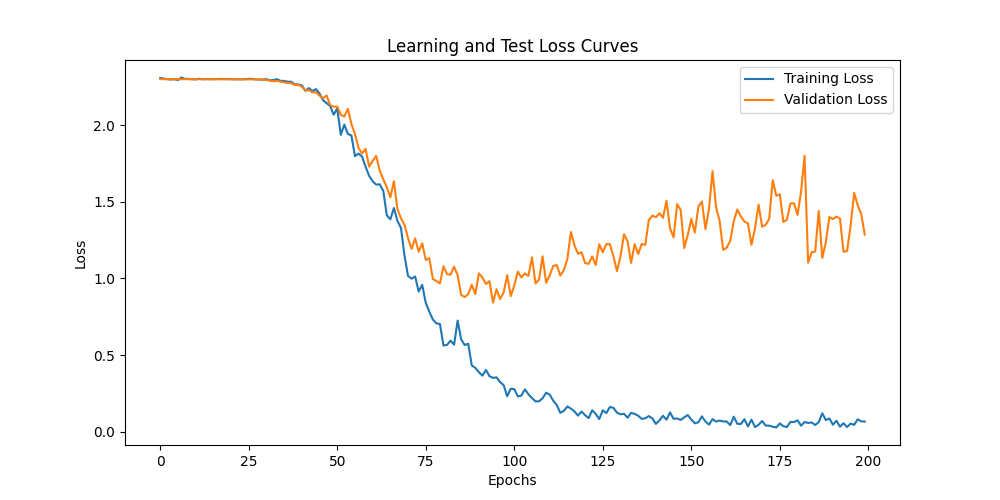 Learning and Test Loss Curves
Training Loss
Validation Loss
Loss
2.0
1.5
1.0
0.5
0.0
0 25 50 75 100 125 150 175 200
Epochs